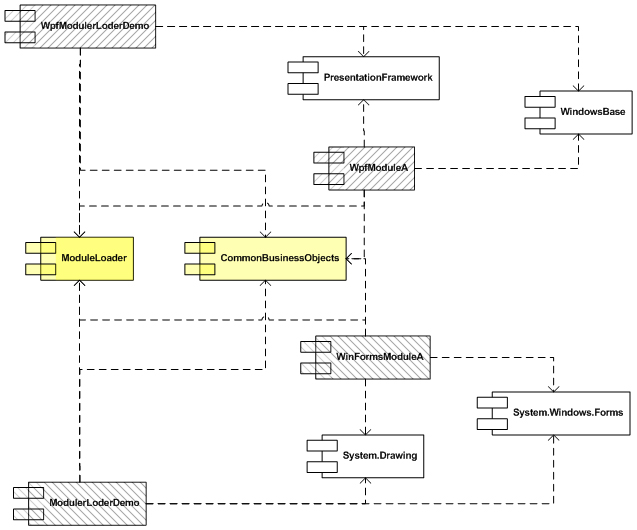 WpfModulerLoderDemo
PresentationFramework
WindowsBase
WpfModuleA
ModuleLoader
CommonBusinessObjects
WinFormsModuleA
System.Windows.Forms
System.Drawing
ModulerLoderDemo